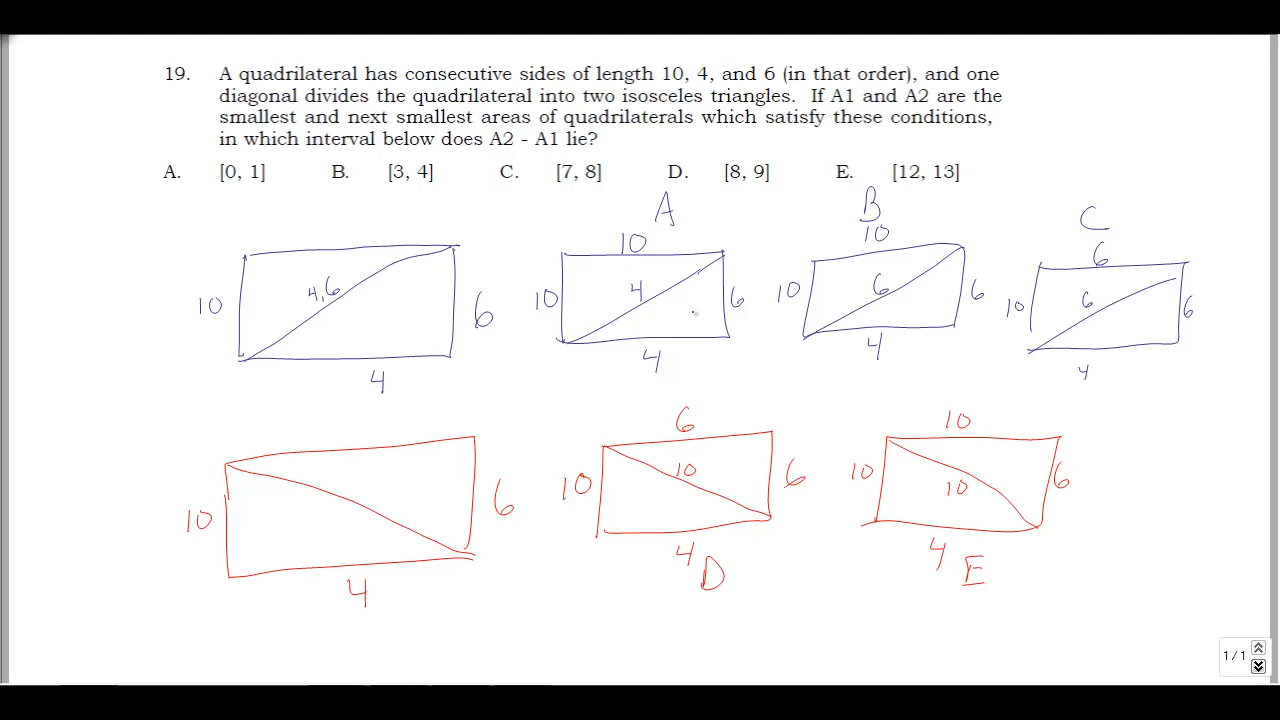 19. A quadrilateral has consecutive sides of length 10, 4, and 6 (in that order), and one
diagonal divides the quadrilateral into two isosceles triangles. If A1 and A2 are the
smallest and next smallest areas of quadrilaterals which satisfy these conditions,
in which interval below does A2 - A1 lie?
A. [0, 1] B. [3, 4] C. [7, 8] D. [8, 9] E. [12, 13]
A B C
10 10 6
10 4,6 6 10 4 6 10 6 6 10 6 6
4 4 4 4
6 10
10 6 10 10 6 10 10 6
4 4 D 4 E
1/1